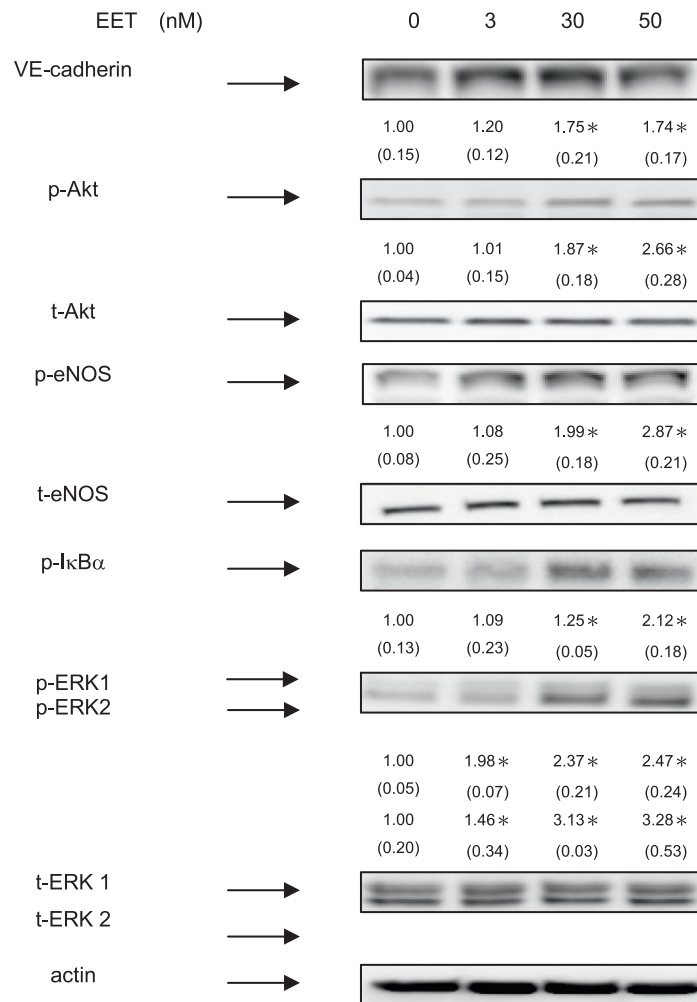 EET (nM) 0 3 30 50
VE-cadherin
1.00 1.20 1.75* 1.74*
(0.15) (0.12) (0.21) (0.17)
p-Akt
1.00 1.01 1.87* 2.66*
(0.04) (0.15) (0.18) (0.28)
t-Akt
p-eNOS
1.00 1.08 1.99* 2.87*
(0.08) (0.25) (0.18) (0.21)
t-eNOS
p-IκBα
1.00 1.09 1.25* 2.12*
(0.13) (0.23) (0.05) (0.18)
p-ERK1
p-ERK2
1.00 1.98* 2.37* 2.47*
(0.05) (0.07) (0.21) (0.24)
1.00 1.46* 3.13* 3.28*
(0.20) (0.34) (0.03) (0.53)
t-ERK 1
t-ERK 2
actin